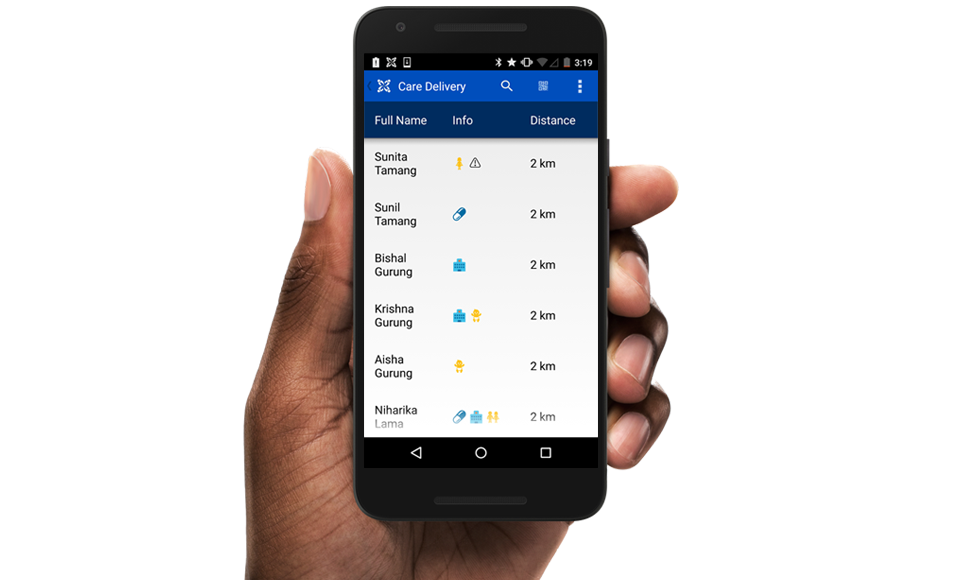 3:19
Care Delivery
Full Name Info Distance
Sunita
Tamang
2 km
Sunil
Tamang
2 km
Bishal
Gurung
2 km
Krishna
Gurung
2 km
Aisha
Gurung
2 km
Niharika
Lama
2 km